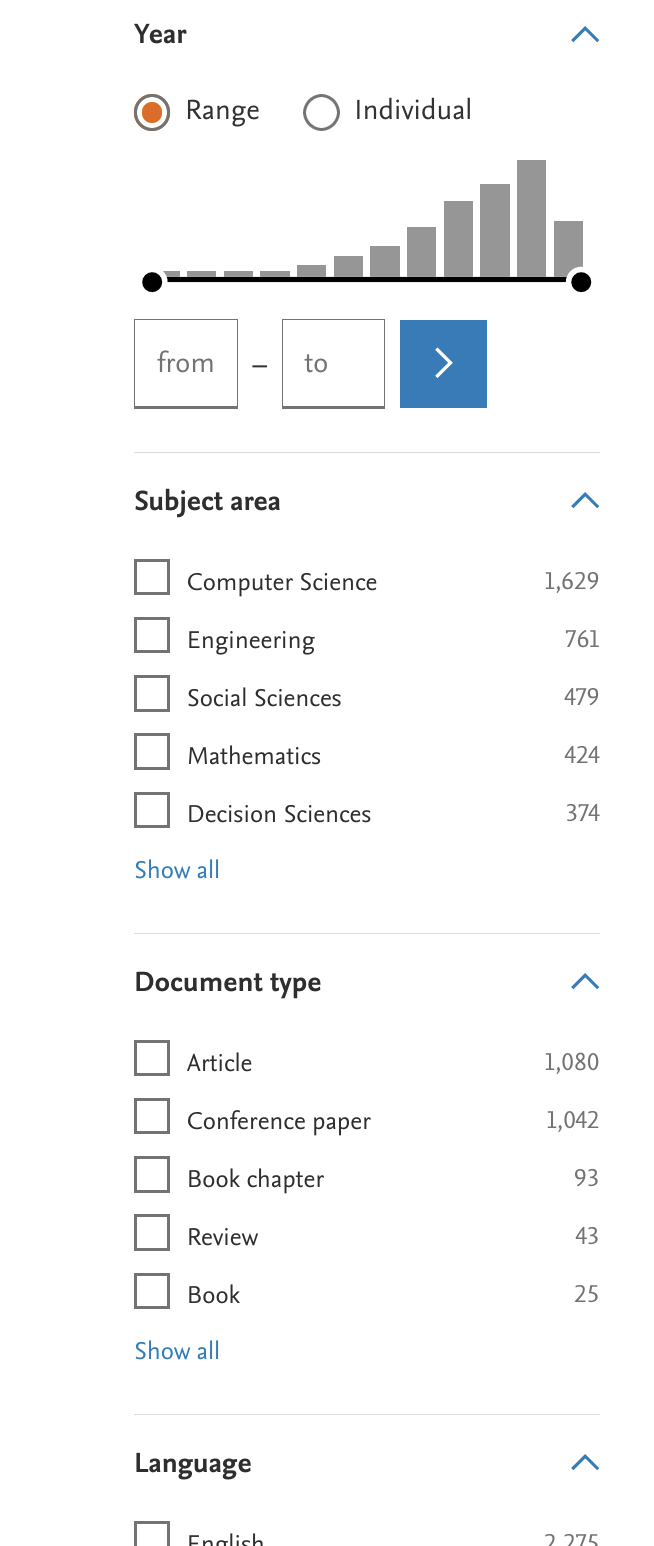 Year
Range Individual
from – to
Subject area
Computer Science 1,629
Engineering 761
Social Sciences 479
Mathematics 424
Decision Sciences 374
Show all
Document type
Article 1,080
Conference paper 1,042
Book chapter 93
Review 43
Book 25
Show all
Language
English 2,275